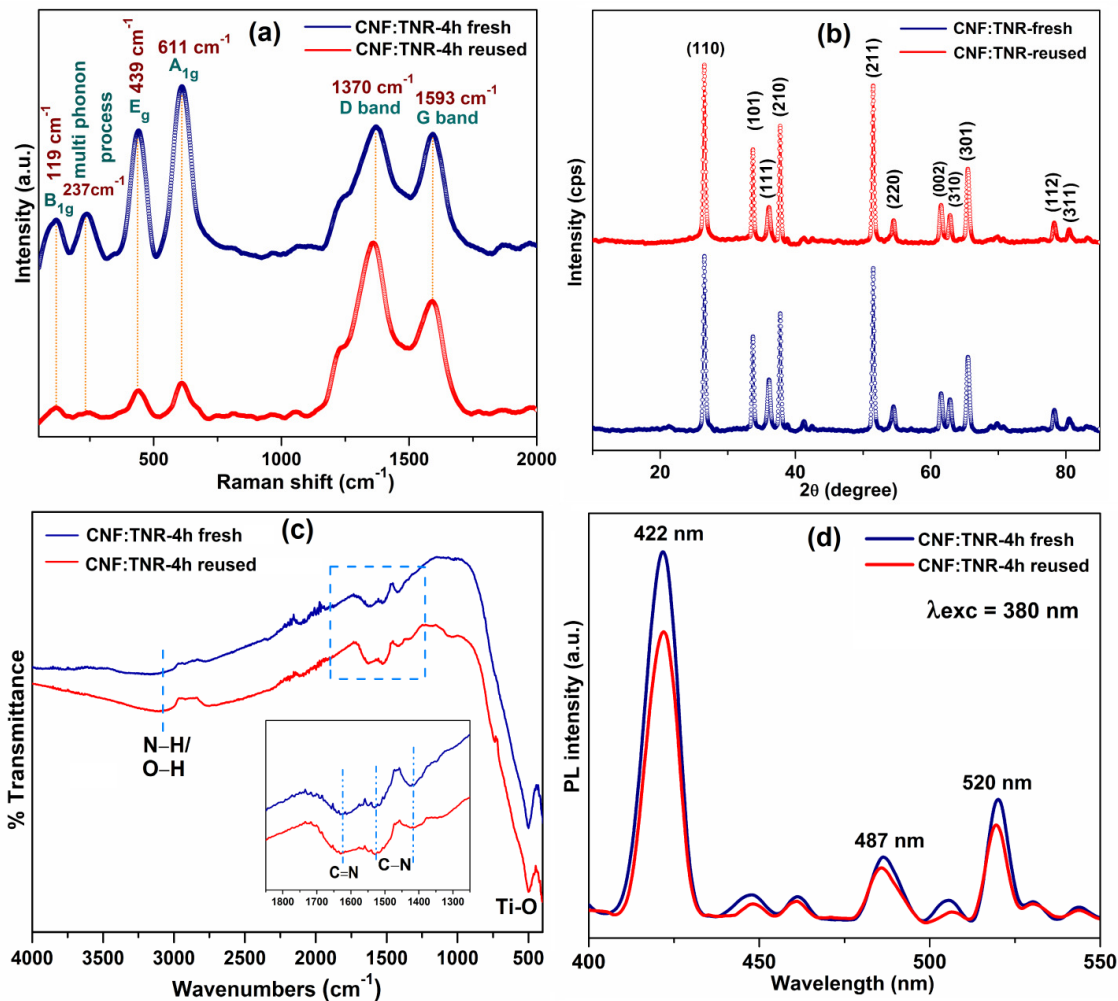 (a)
CNF:TNR-4h fresh
CNF:TNR-4h reused
B1g 119 cm-1
multi phonon
process
237cm-1
Eg 439 cm-1
611 cm-1
A1g
1370 cm-1
D band
1593 cm-1
G band
Intensity (a.u.)
500 1000 1500 2000
Raman shift (cm-1)
(b)
CNF:TNR-fresh
CNF:TNR-reused
(110)
(101)
(111)
(210)
(211)
(220)
(002)
(310)
(301)
(112)
(311)
Intensity (cps)
20 40 60 80
2θ (degree)
(c)
CNF:TNR-4h fresh
CNF:TNR-4h reused
% Transmittance
N–H/
O–H
C=N
C–N
1800 1700 1600 1500 1400 1300
Ti-O
4000 3500 3000 2500 2000 1500 1000 500
Wavenumbers (cm-1)
(d)
CNF:TNR-4h fresh
CNF:TNR-4h reused
λexc = 380 nm
422 nm
487 nm
520 nm
PL intensity (a.u.)
400 450 500 550
Wavelength (nm)